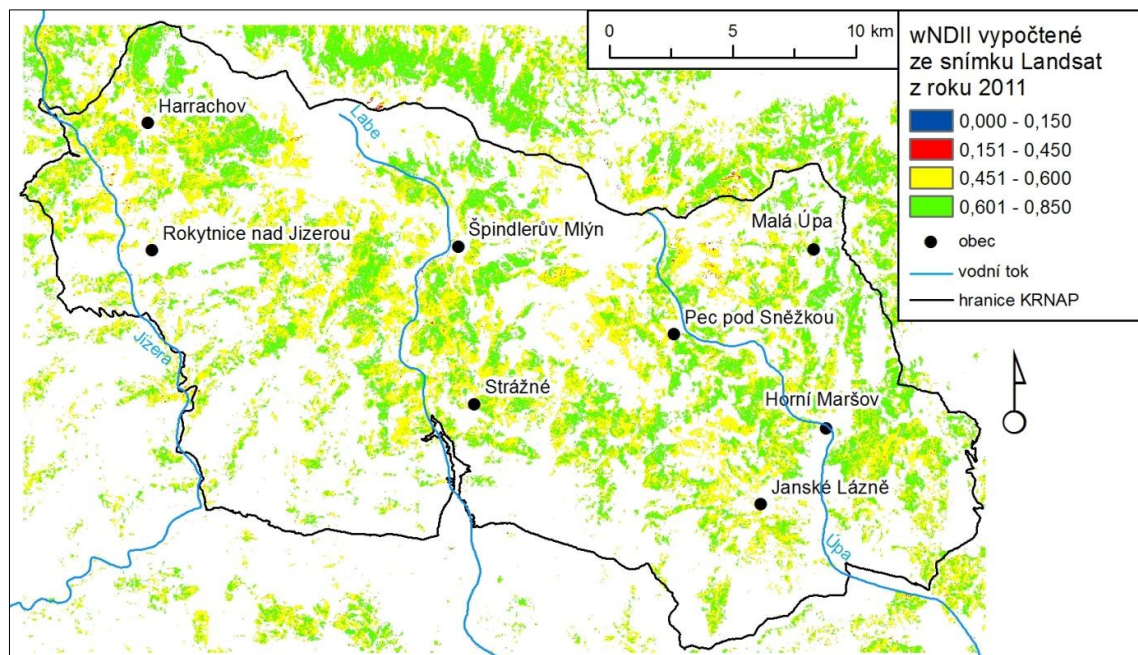 0 5 10 km
wNDII vypočtené
ze snímku Landsat
z roku 2011
0,000 - 0,150
0,151 - 0,450
0,451 - 0,600
0,601 - 0,850
obec
vodní tok
hranice KRNAP
Harrachov
Labe
Rokytnice nad Jizerou
Špindlerův Mlýn
Malá Úpa
Pec pod Sněžkou
Jizera
Strážné
Horní Maršov
Janské Lázně
Úpa